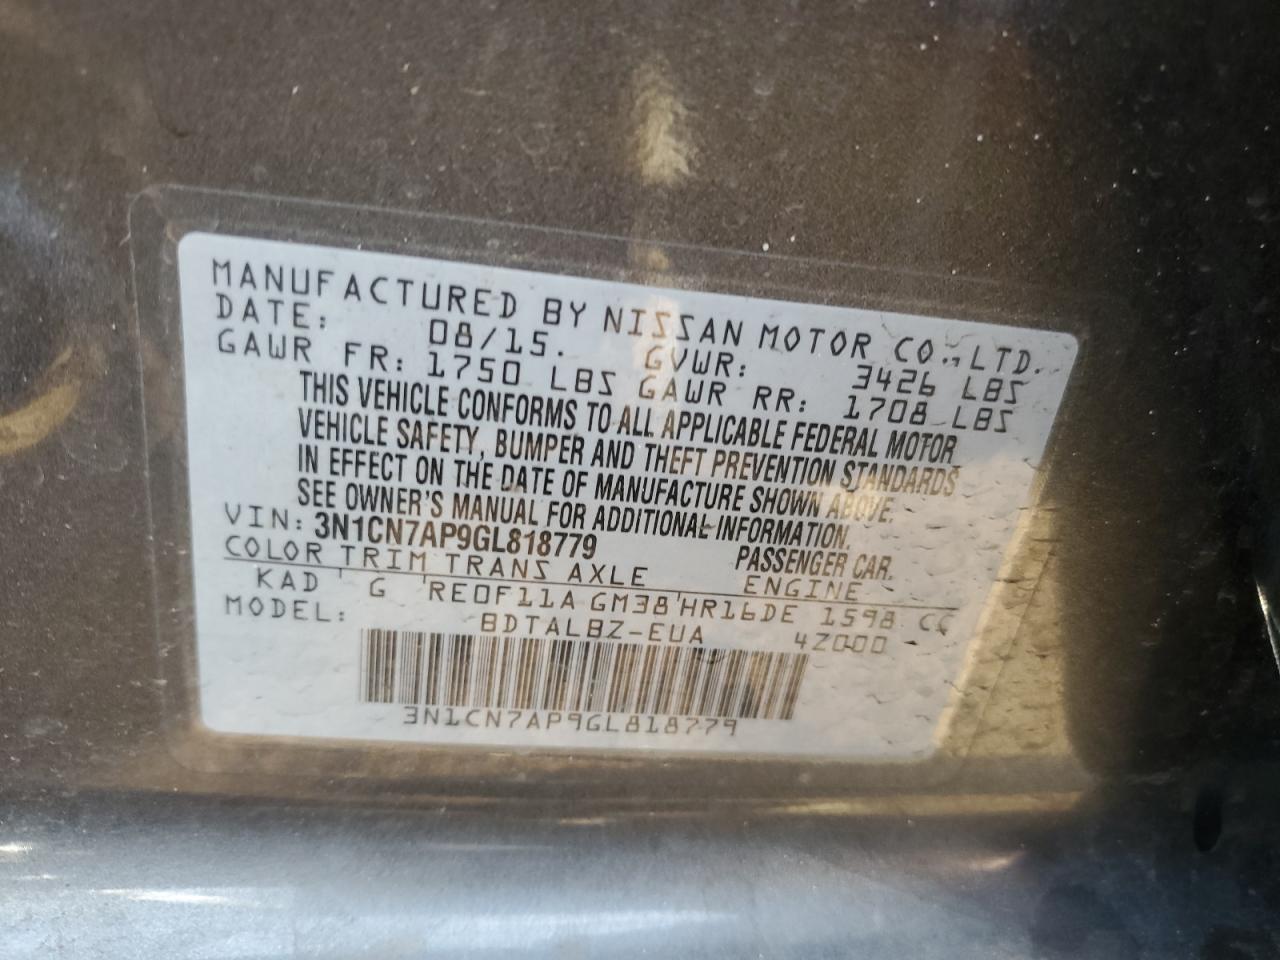 MANUFACTURED BY NISSAN MOTOR CO., LTD.
DATE: 08/15. GVWR: 3426 LBS
GAWR FR: 1750 LBS GAWR RR: 1708 LBS
THIS VEHICLE CONFORMS TO ALL APPLICABLE FEDERAL MOTOR
VEHICLE SAFETY, BUMPER AND THEFT PREVENTION STANDARDS
IN EFFECT ON THE DATE OF MANUFACTURE SHOWN ABOVE.
SEE OWNER'S MANUAL FOR ADDITIONAL INFORMATION.
VIN: 3N1CN7AP9GL818779 PASSENGER CAR.
COLOR TRIM TRANS AXLE ENGINE
KAD G RE0F11A GM38 HR16DE 1598 CC
MODEL: BDTALBZ-EUA 4Z000
3N1CN7AP9GL818779